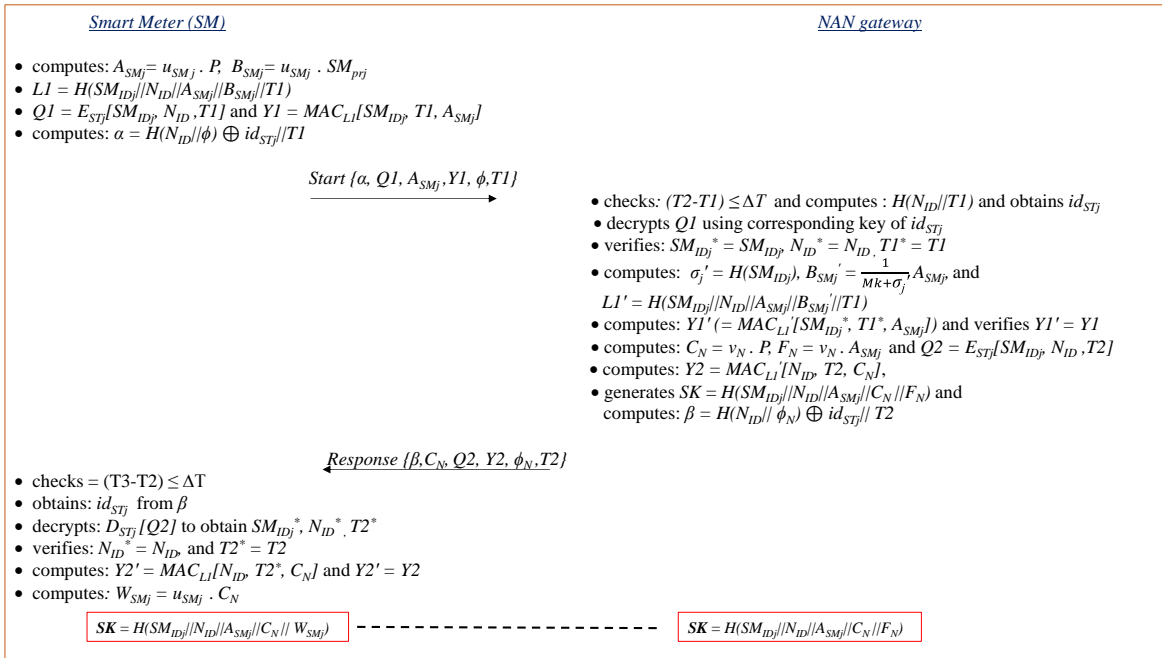 Smart Meter (SM)
NAN gateway
• computes: A_SMj= u_SMj . P, B_SMj= u_SMj . SM_prj
• L1 = H(SM_IDj//N_ID//A_SMj//B_SMj//T1)
• Q1 = E_STj[SM_IDj, N_ID ,T1] and Y1 = MAC_L1[SM_IDj, T1, A_SMj]
• computes: α = H(N_ID//ϕ) ⊕ id_STj//T1
Start {α, Q1, A_SMj ,Y1, ϕ,T1}
• checks: (T2-T1) ≤ ΔT and computes : H(N_ID//T1) and obtains id_STj
• decrypts Q1 using corresponding key of id_STj
• verifies: SM_IDj* = SM_IDj, N_ID* = N_ID , T1* = T1
• computes: σ_j' = H(SM_IDj), B_SMj' = 1/(Mk+σ_j') . A_SMj, and
L1' = H(SM_IDj//N_ID//A_SMj//B_SMj'//T1)
• computes: Y1' (= MAC_L1'[SM_IDj*, T1*, A_SMj]) and verifies Y1' = Y1
• computes: C_N = v_N . P, F_N = v_N . A_SMj and Q2 = E_STj[SM_IDj, N_ID ,T2]
• computes: Y2 = MAC_L1'[N_ID, T2, C_N],
• generates SK = H(SM_IDj//N_ID//A_SMj//C_N//F_N) and
computes: β = H(N_ID// ϕ_N) ⊕ id_STj// T2
Response {β,C_N, Q2, Y2, ϕ_N ,T2}
• checks = (T3-T2) ≤ ΔT
• obtains: id_STj from β
• decrypts: D_STj [Q2] to obtain SM_IDj*, N_ID* , T2*
• verifies: N_ID* = N_ID, and T2* = T2
• computes: Y2' = MAC_L1[N_ID, T2*, C_N] and Y2' = Y2
• computes: W_SMj = u_SMj . C_N
SK = H(SM_IDj//N_ID//A_SMj//C_N// W_SMj)
SK = H(SM_IDj//N_ID//A_SMj//C_N//F_N)